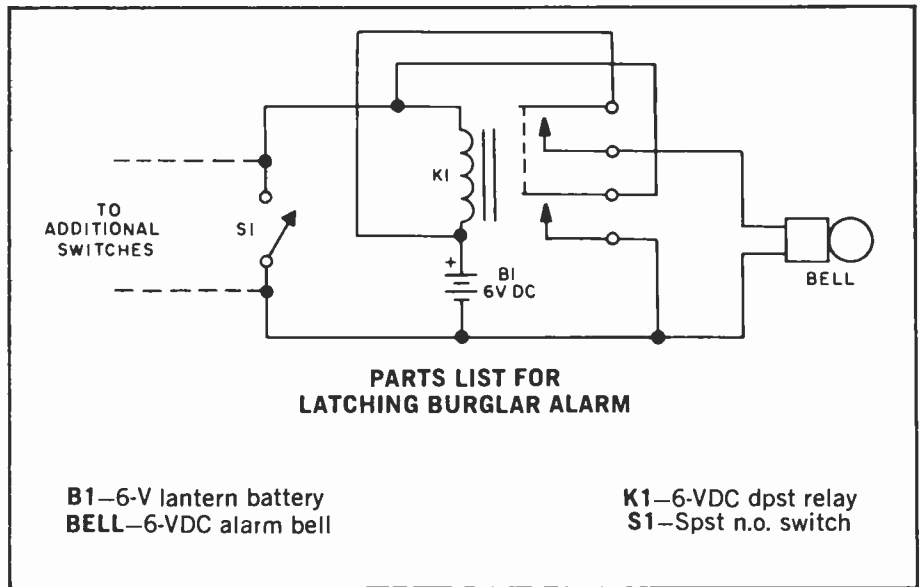 TO
ADDITIONAL
SWITCHES
S1
K1
+
B1
6V DC
BELL
PARTS LIST FOR
LATCHING BURGLAR ALARM
B1—6-V lantern battery
BELL—6-VDC alarm bell
K1—6-VDC dpst relay
S1—Spst n.o. switch